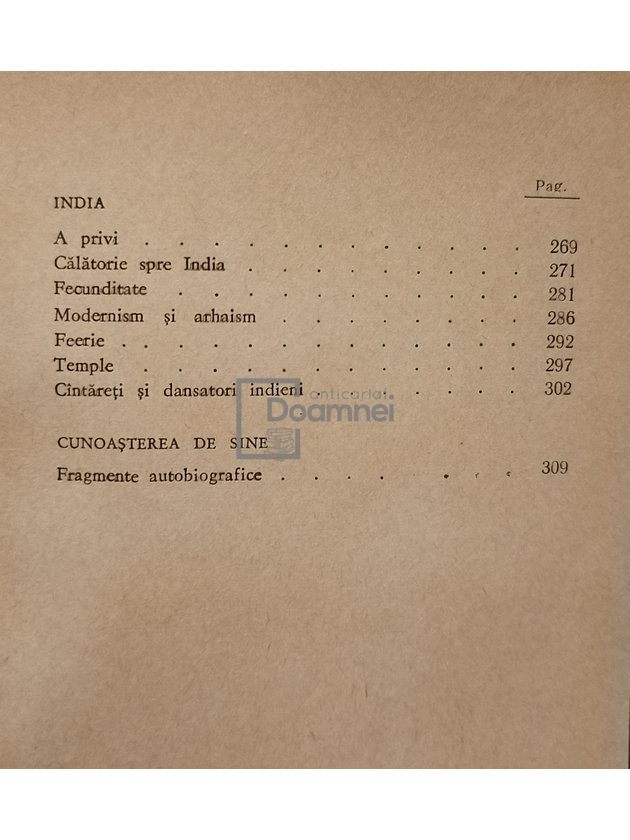 Pag.
INDIA
A privi . . . . . . . . . . . 269
Călătorie spre India . . . . . . . . 271
Fecunditate . . . . . . . . . . 281
Modernism și arhaism . . . . . . . 286
Feerie . . . . . . . . . . . . 292
Temple . . . . . . . . . . . 297
Cîntăreți și dansatori indieni . . . . . . 302
anticariat
Doamnei
CUNOAȘTEREA DE SINE
Fragmente autobiografice . . . . . . . 309